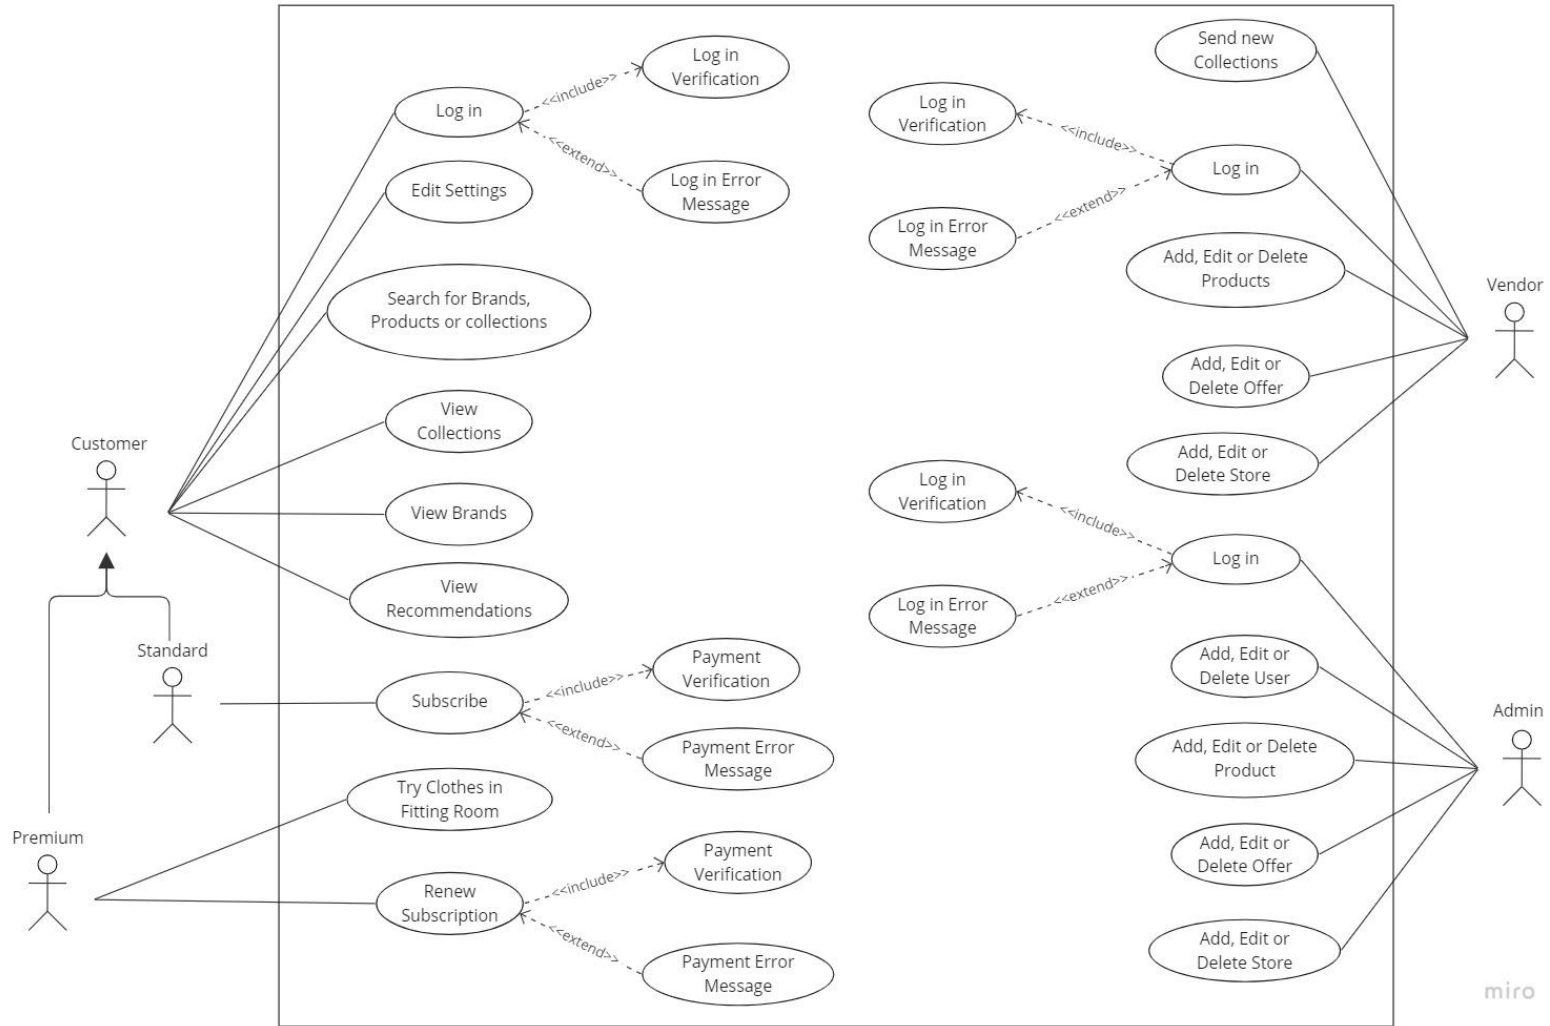 Customer
Standard
Premium
Log in
<<include>>
Log in
Verification
<<extend>>
Log in Error
Message
Edit Settings
Search for Brands,
Products or collections
View
Collections
View Brands
View
Recommendations
Subscribe
<<include>>
Payment
Verification
<<extend>>
Payment Error
Message
Try Clothes in
Fitting Room
Renew
Subscription
<<include>>
Payment
Verification
<<extend>>
Payment Error
Message
Send new
Collections
Log in
Verification
<<include>>
Log in
Log in Error
Message
<<extend>>
Add, Edit or Delete
Products
Add, Edit or
Delete Offer
Add, Edit or
Delete Store
Vendor
Log in
Verification
<<include>>
Log in
Log in Error
Message
<<extend>>
Add, Edit or
Delete User
Add, Edit or Delete
Product
Add, Edit or
Delete Offer
Add, Edit or
Delete Store
Admin
miro